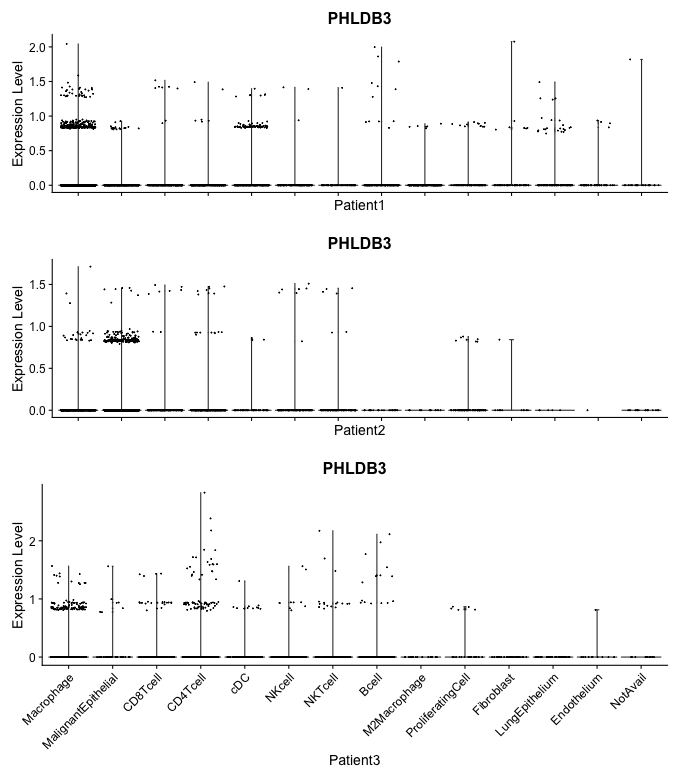 PHLDB3
Expression Level
2.0
1.5
1.0
0.5
0.0
Patient1
PHLDB3
Expression Level
1.5
1.0
0.5
0.0
Patient2
PHLDB3
Expression Level
2
1
0
Macrophage
MalignantEpithelial
CD8Tcell
CD4Tcell
cDC
NKcell
NKTcell
Bcell
M2Macrophage
ProliferatingCell
Fibroblast
LungEpithelium
Endothelium
NotAvail
Patient3